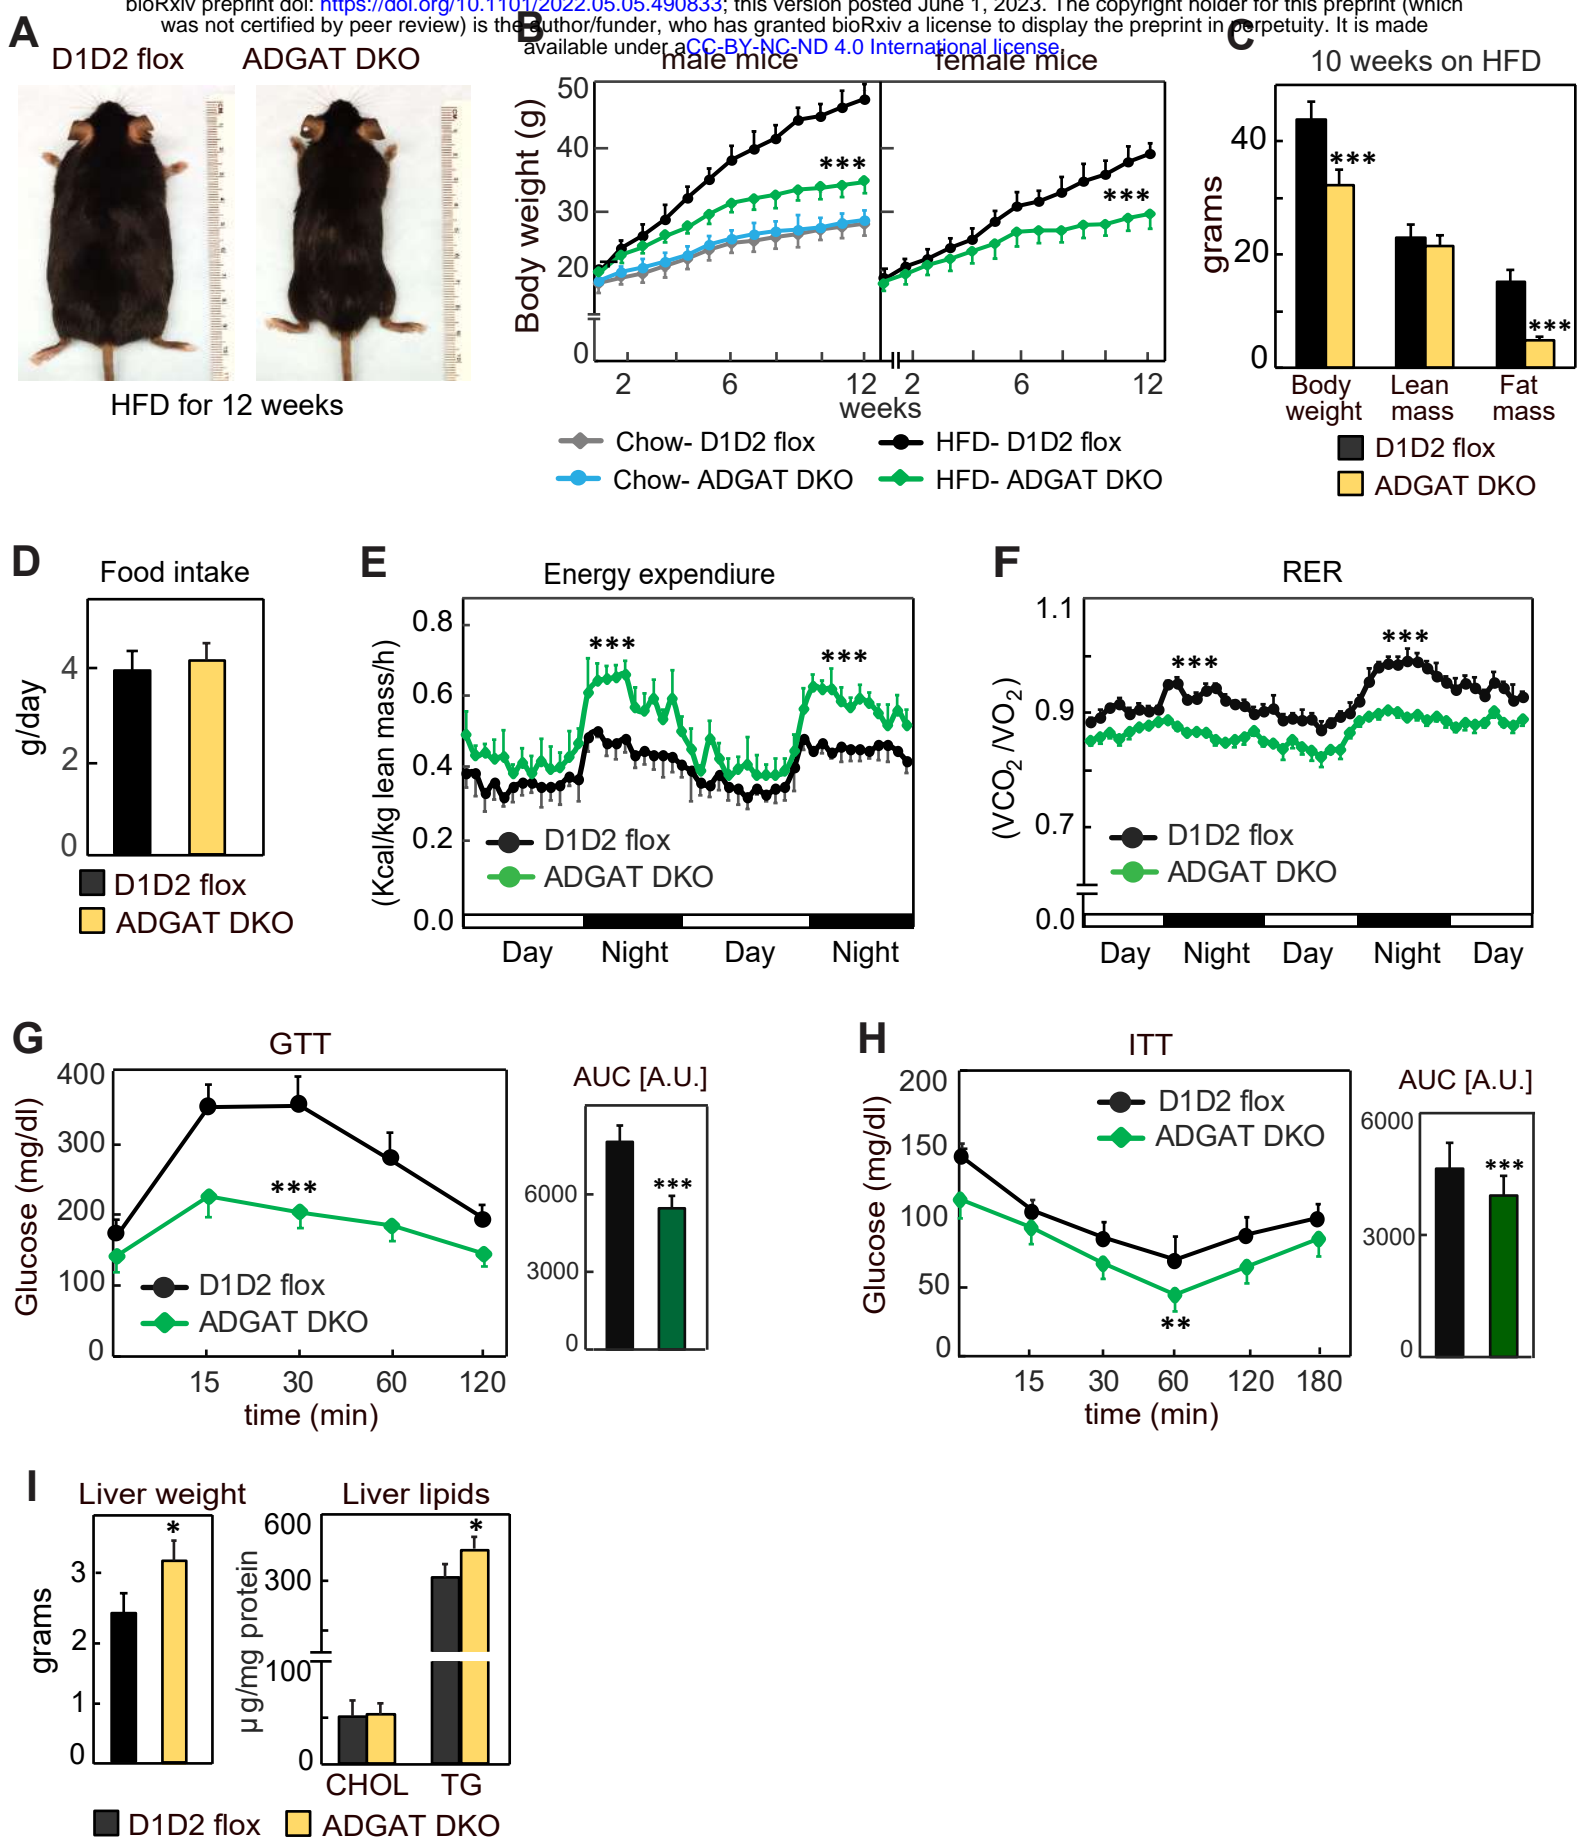 bioRxiv preprint doi: https://doi.org/10.1101/2022.05.05.490833; this version posted June 1, 2023. The copyright holder for this preprint (which
was not certified by peer review) is the author/funder, who has granted bioRxiv a license to display the preprint in perpetuity. It is made
available under aCC-BY-NC-ND 4.0 International license.
A
D1D2 flox
ADGAT DKO
HFD for 12 weeks
B
male mice
female mice
Body weight (g)
50
40
30
20
0
***
***
2
6
12
2
6
12
weeks
Chow- D1D2 flox
HFD- D1D2 flox
Chow- ADGAT DKO
HFD- ADGAT DKO
C
10 weeks on HFD
grams
40
20
0
***
***
Body
weight
Lean
mass
Fat
mass
D1D2 flox
ADGAT DKO
D
Food intake
g/day
4
2
0
D1D2 flox
ADGAT DKO
E
Energy expendiure
(Kcal/kg lean mass/h)
0.8
0.6
0.4
0.2
0.0
***
***
D1D2 flox
ADGAT DKO
Day
Night
Day
Night
F
RER
(VCO2 /VO2)
1.1
0.9
0.7
0.0
***
***
D1D2 flox
ADGAT DKO
Day
Night
Day
Night
Day
G
GTT
Glucose (mg/dl)
400
300
200
100
0
***
D1D2 flox
ADGAT DKO
15
30
60
120
time (min)
AUC [A.U.]
6000
3000
0
***
H
ITT
Glucose (mg/dl)
200
150
100
50
0
D1D2 flox
ADGAT DKO
**
15
30
60
120
180
time (min)
AUC [A.U.]
6000
3000
0
***
I
Liver weight
grams
3
2
1
0
*
Liver lipids
µg/mg protein
600
300
100
0
*
CHOL
TG
D1D2 flox
ADGAT DKO